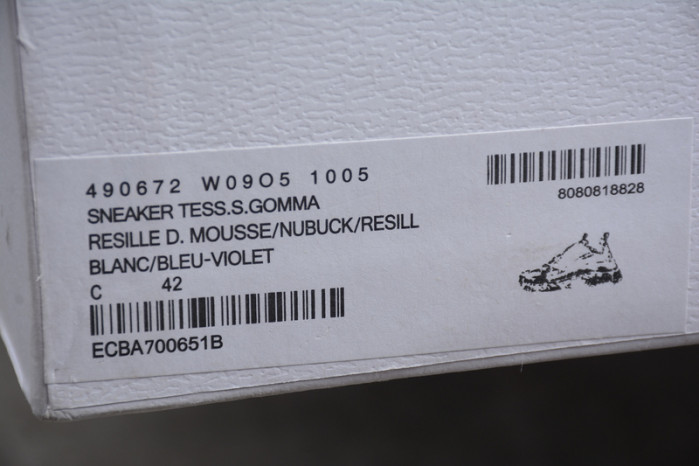 490672 W09O5 1005
SNEAKER TESS.S.GOMMA
RESILLE D. MOUSSE/NUBUCK/RESILL
BLANC/BLEU-VIOLET
C 42
ECBA700651B
8080818828